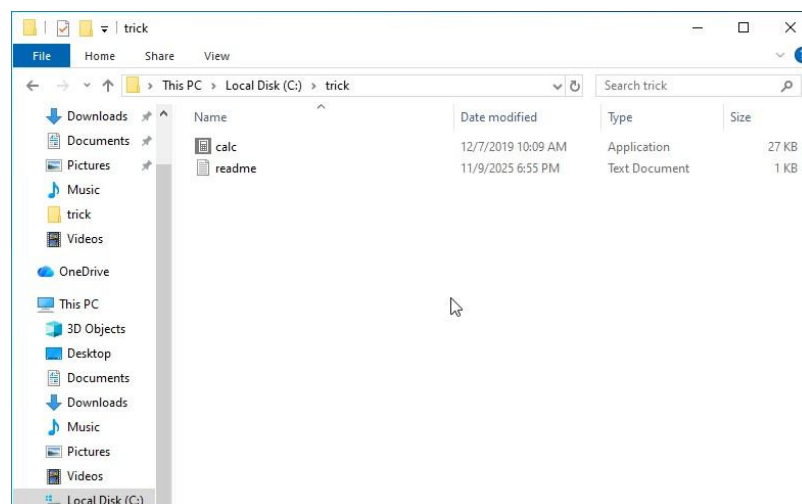 trick
File Home Share View
This PC Local Disk (C:) trick
Search trick
Name Date modified Type Size
calc 12/7/2019 10:09 AM Application 27 KB
readme 11/9/2025 6:55 PM Text Document 1 KB
Downloads
Documents
Pictures
Music
trick
Videos
OneDrive
This PC
3D Objects
Desktop
Documents
Downloads
Music
Pictures
Videos
Local Disk (C:)